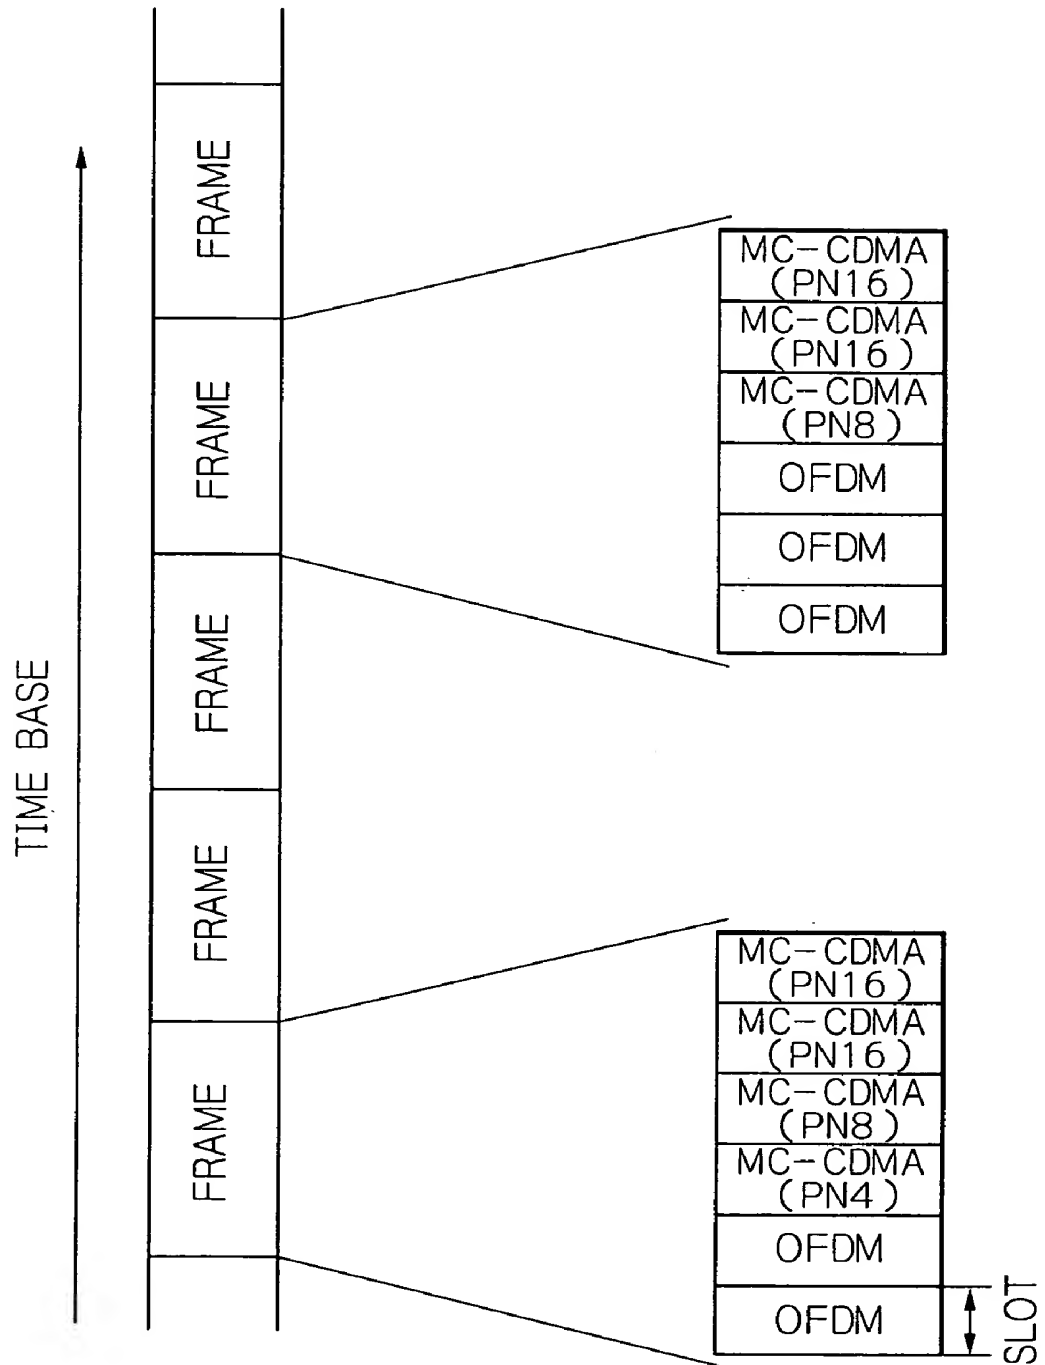 TIME BASE
FRAME
FRAME
FRAME
FRAME
FRAME
MC-CDMA
(PN16)
MC-CDMA
(PN16)
MC-CDMA
(PN8)
OFDM
OFDM
OFDM
MC-CDMA
(PN16)
MC-CDMA
(PN16)
MC-CDMA
(PN8)
MC-CDMA
(PN4)
OFDM
OFDM
SLOT